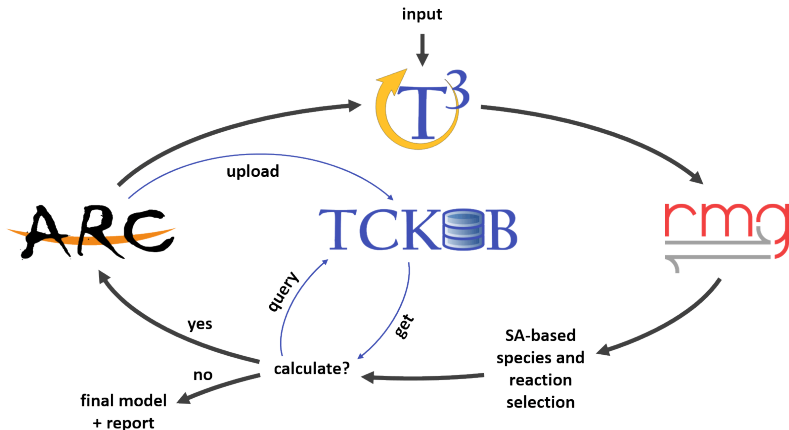 input
T3
upload
ARC
TCKDB
rmg
query
get
yes
calculate?
SA-based
species and
reaction
selection
no
final model
+ report